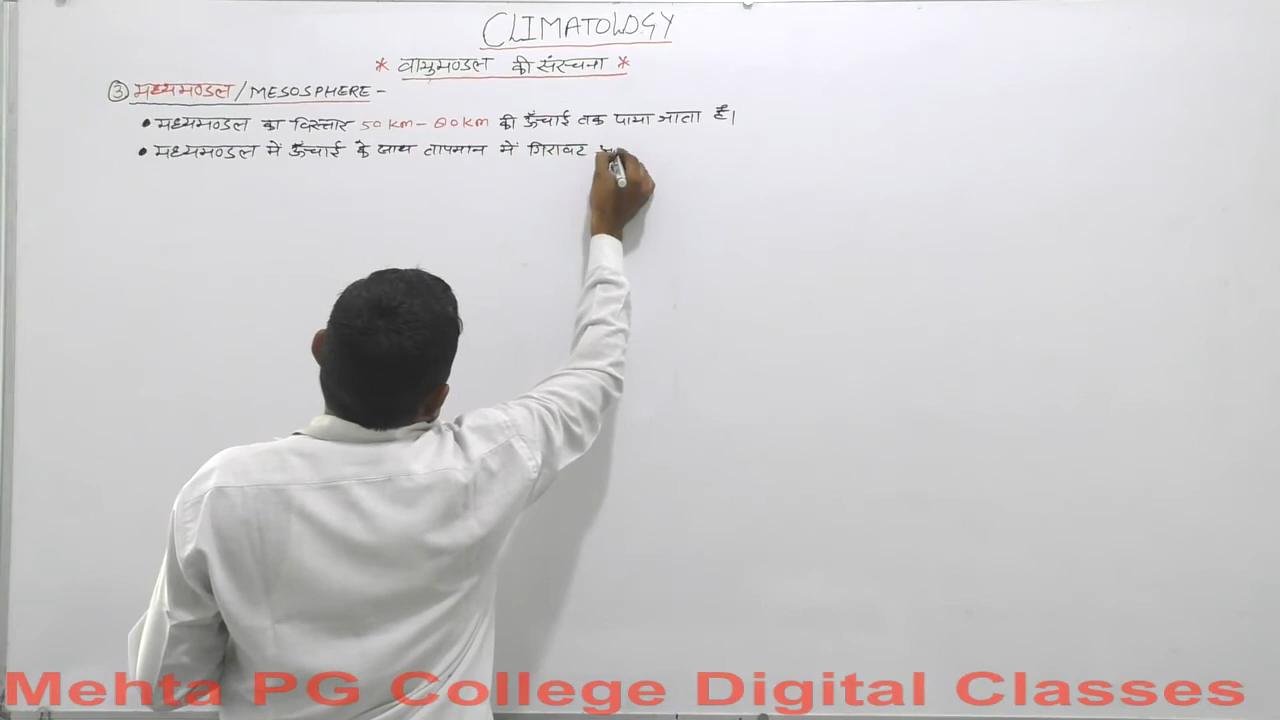 CLIMATOLOGY
* वायुमण्डल की संरचना *
③ मध्यमण्डल / MESOSPHERE -
• मध्यमण्डल का विस्तार 50 KM - 80 KM की ऊँचाई तक पाया जाता है।
• मध्यमण्डल में ऊँचाई के साथ तापमान में गिरावट
Mehta PG College Digital Classes